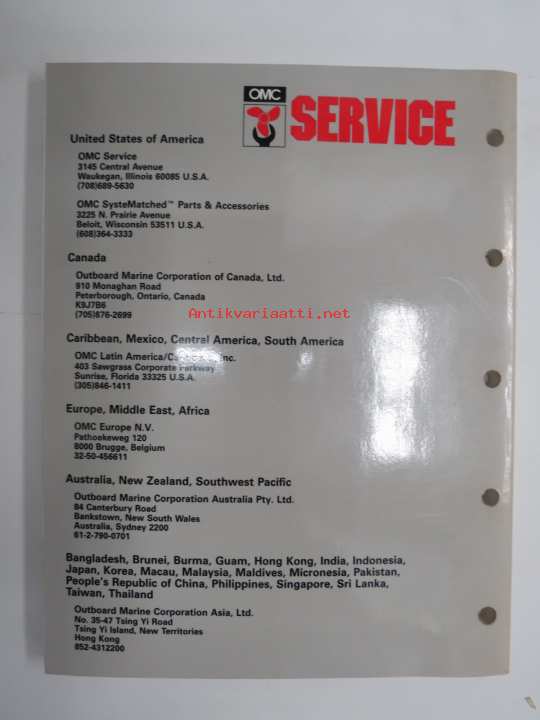 OMC
SERVICE
United States of America
OMC Service
3145 Central Avenue
Waukegan, Illinois 60085 U.S.A.
(708)689-5630
OMC SysteMatched™ Parts & Accessories
3225 N. Prairie Avenue
Beloit, Wisconsin 53511 U.S.A.
(608)364-3333
Canada
Outboard Marine Corporation of Canada, Ltd.
910 Monaghan Road
Peterborough, Ontario, Canada
K9J7B6
(705)876-2699
Antikvariaatti.net
Caribbean, Mexico, Central America, South America
OMC Latin America/ Inc.
403 Sawgrass Corporate Parkway
Sunrise, Florida 33325 U.S.A.
(305)846-1411
Europe, Middle East, Africa
OMC Europe N.V.
Pathoekeweg 120
8000 Brugge, Belgium
32-50-456611
Australia, New Zealand, Southwest Pacific
Outboard Marine Corporation Australia Pty. Ltd.
84 Canterbury Road
Bankstown, New South Wales
Australia, Sydney 2200
61-2-790-0701
Bangladesh, Brunei, Burma, Guam, Hong Kong, India, Indonesia,
Japan, Korea, Macau, Malaysia, Maldives, Micronesia, Pakistan,
People's Republic of China, Philippines, Singapore, Sri Lanka,
Taiwan, Thailand
Outboard Marine Corporation Asia, Ltd.
No. 35-47 Tsing Yi Road
Tsing Yi Island, New Territories
Hong Kong
852-4312200